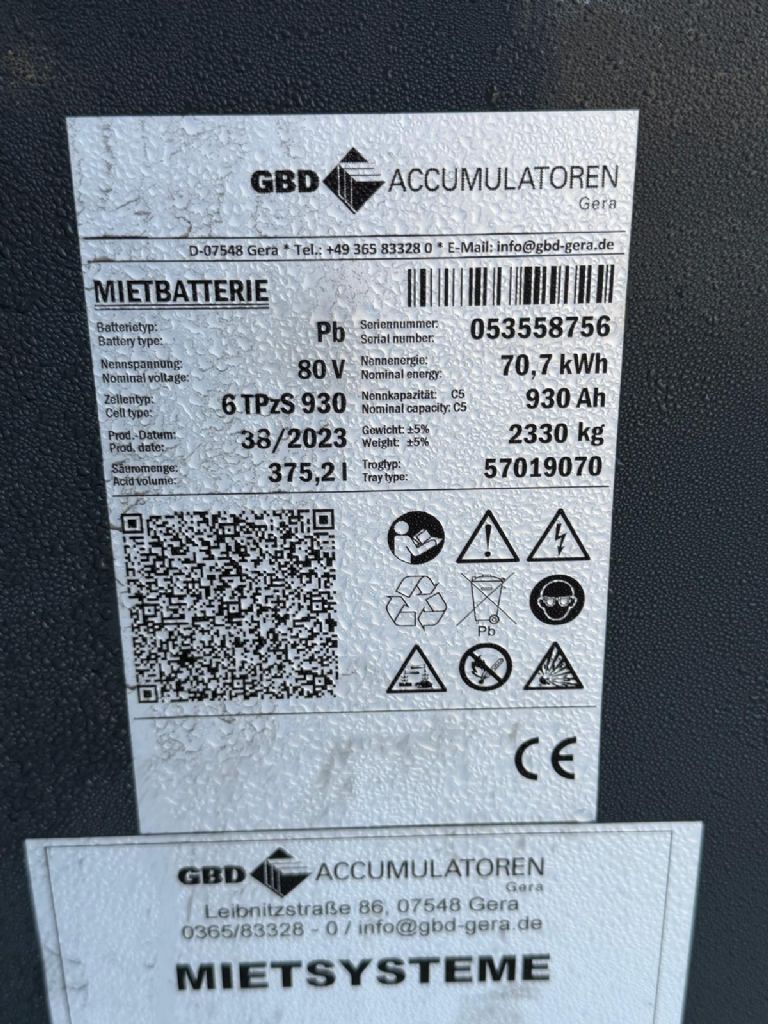 GBD ACCUMULATOREN
Gera
D-07548 Gera * Tel.: +49 365 83328 0 * E-Mail: info@gbd-gera.de
MIETBATTERIE
Batterietyp:
Battery type:
Pb
Seriennummer:
Serial number:
053558756
Nennspannung:
Nominal voltage:
80 V
Nennenergie:
Nominal energy:
70,7 kWh
Zellentyp:
Cell type:
6 TPzS 930
Nennkapazität: C5
Nominal capacity: C5
930 Ah
Prod.-Datum:
Prod. date:
38/2023
Gewicht: ±5%
Weight: ±5%
2330 kg
Säuremenge:
Acid volume:
375,2 l
Trogtyp:
Tray type:
57019070
Pb
CE
GBD ACCUMULATOREN
Gera
Leibnitzstraße 86, 07548 Gera
0365/83328 - 0 / info@gbd-gera.de
MIETSYSTEME